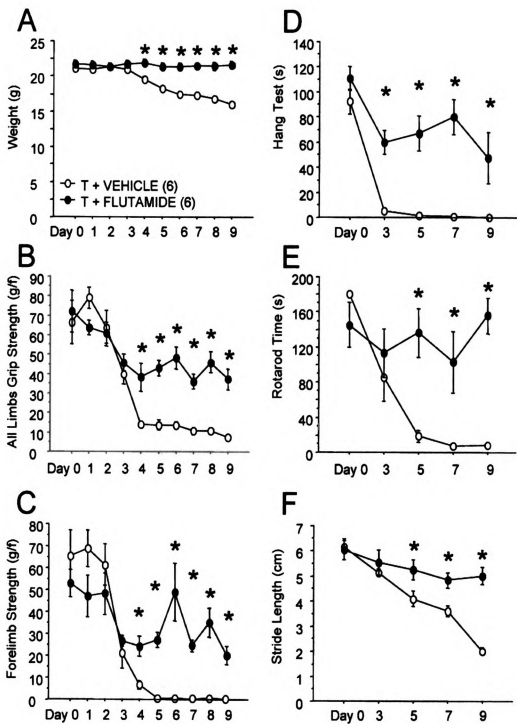 A
* * * * * *
25
20
15
10
5
0
Weight (g)
T + VEHICLE (6)
T + FLUTAMIDE (6)
Day 0 1 2 3 4 5 6 7 8 9
B
* * * * * *
90
80
70
60
50
40
30
20
10
0
All Limbs Grip Strength (g/f)
Day 0 1 2 3 4 5 6 7 8 9
C
* * * * * *
80
70
60
50
40
30
20
10
0
Forelimb Strength (g/f)
Day 0 1 2 3 4 5 6 7 8 9
D
* * * *
140
120
100
80
60
40
20
0
Hang Test (s)
Day 0 3 5 7 9
E
* * *
200
160
120
80
40
0
Rotarod Time (s)
Day 0 3 5 7 9
F
* * *
7
6
5
4
3
2
1
0
Stride Length (cm)
Day 0 3 5 7 9